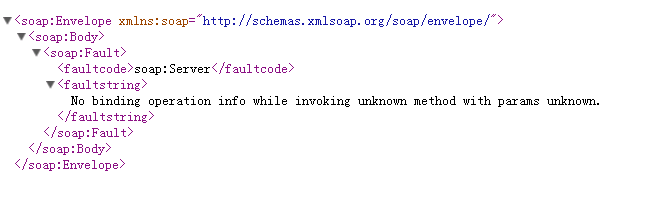 <soap:Envelope xmlns:soap="http://schemas.xmlsoap.org/soap/envelope/">
<soap:Body>
<soap:Fault>
<faultcode>soap:Server</faultcode>
<faultstring>
No binding operation info while invoking unknown method with params unknown.
</faultstring>
</soap:Fault>
</soap:Body>
</soap:Envelope>